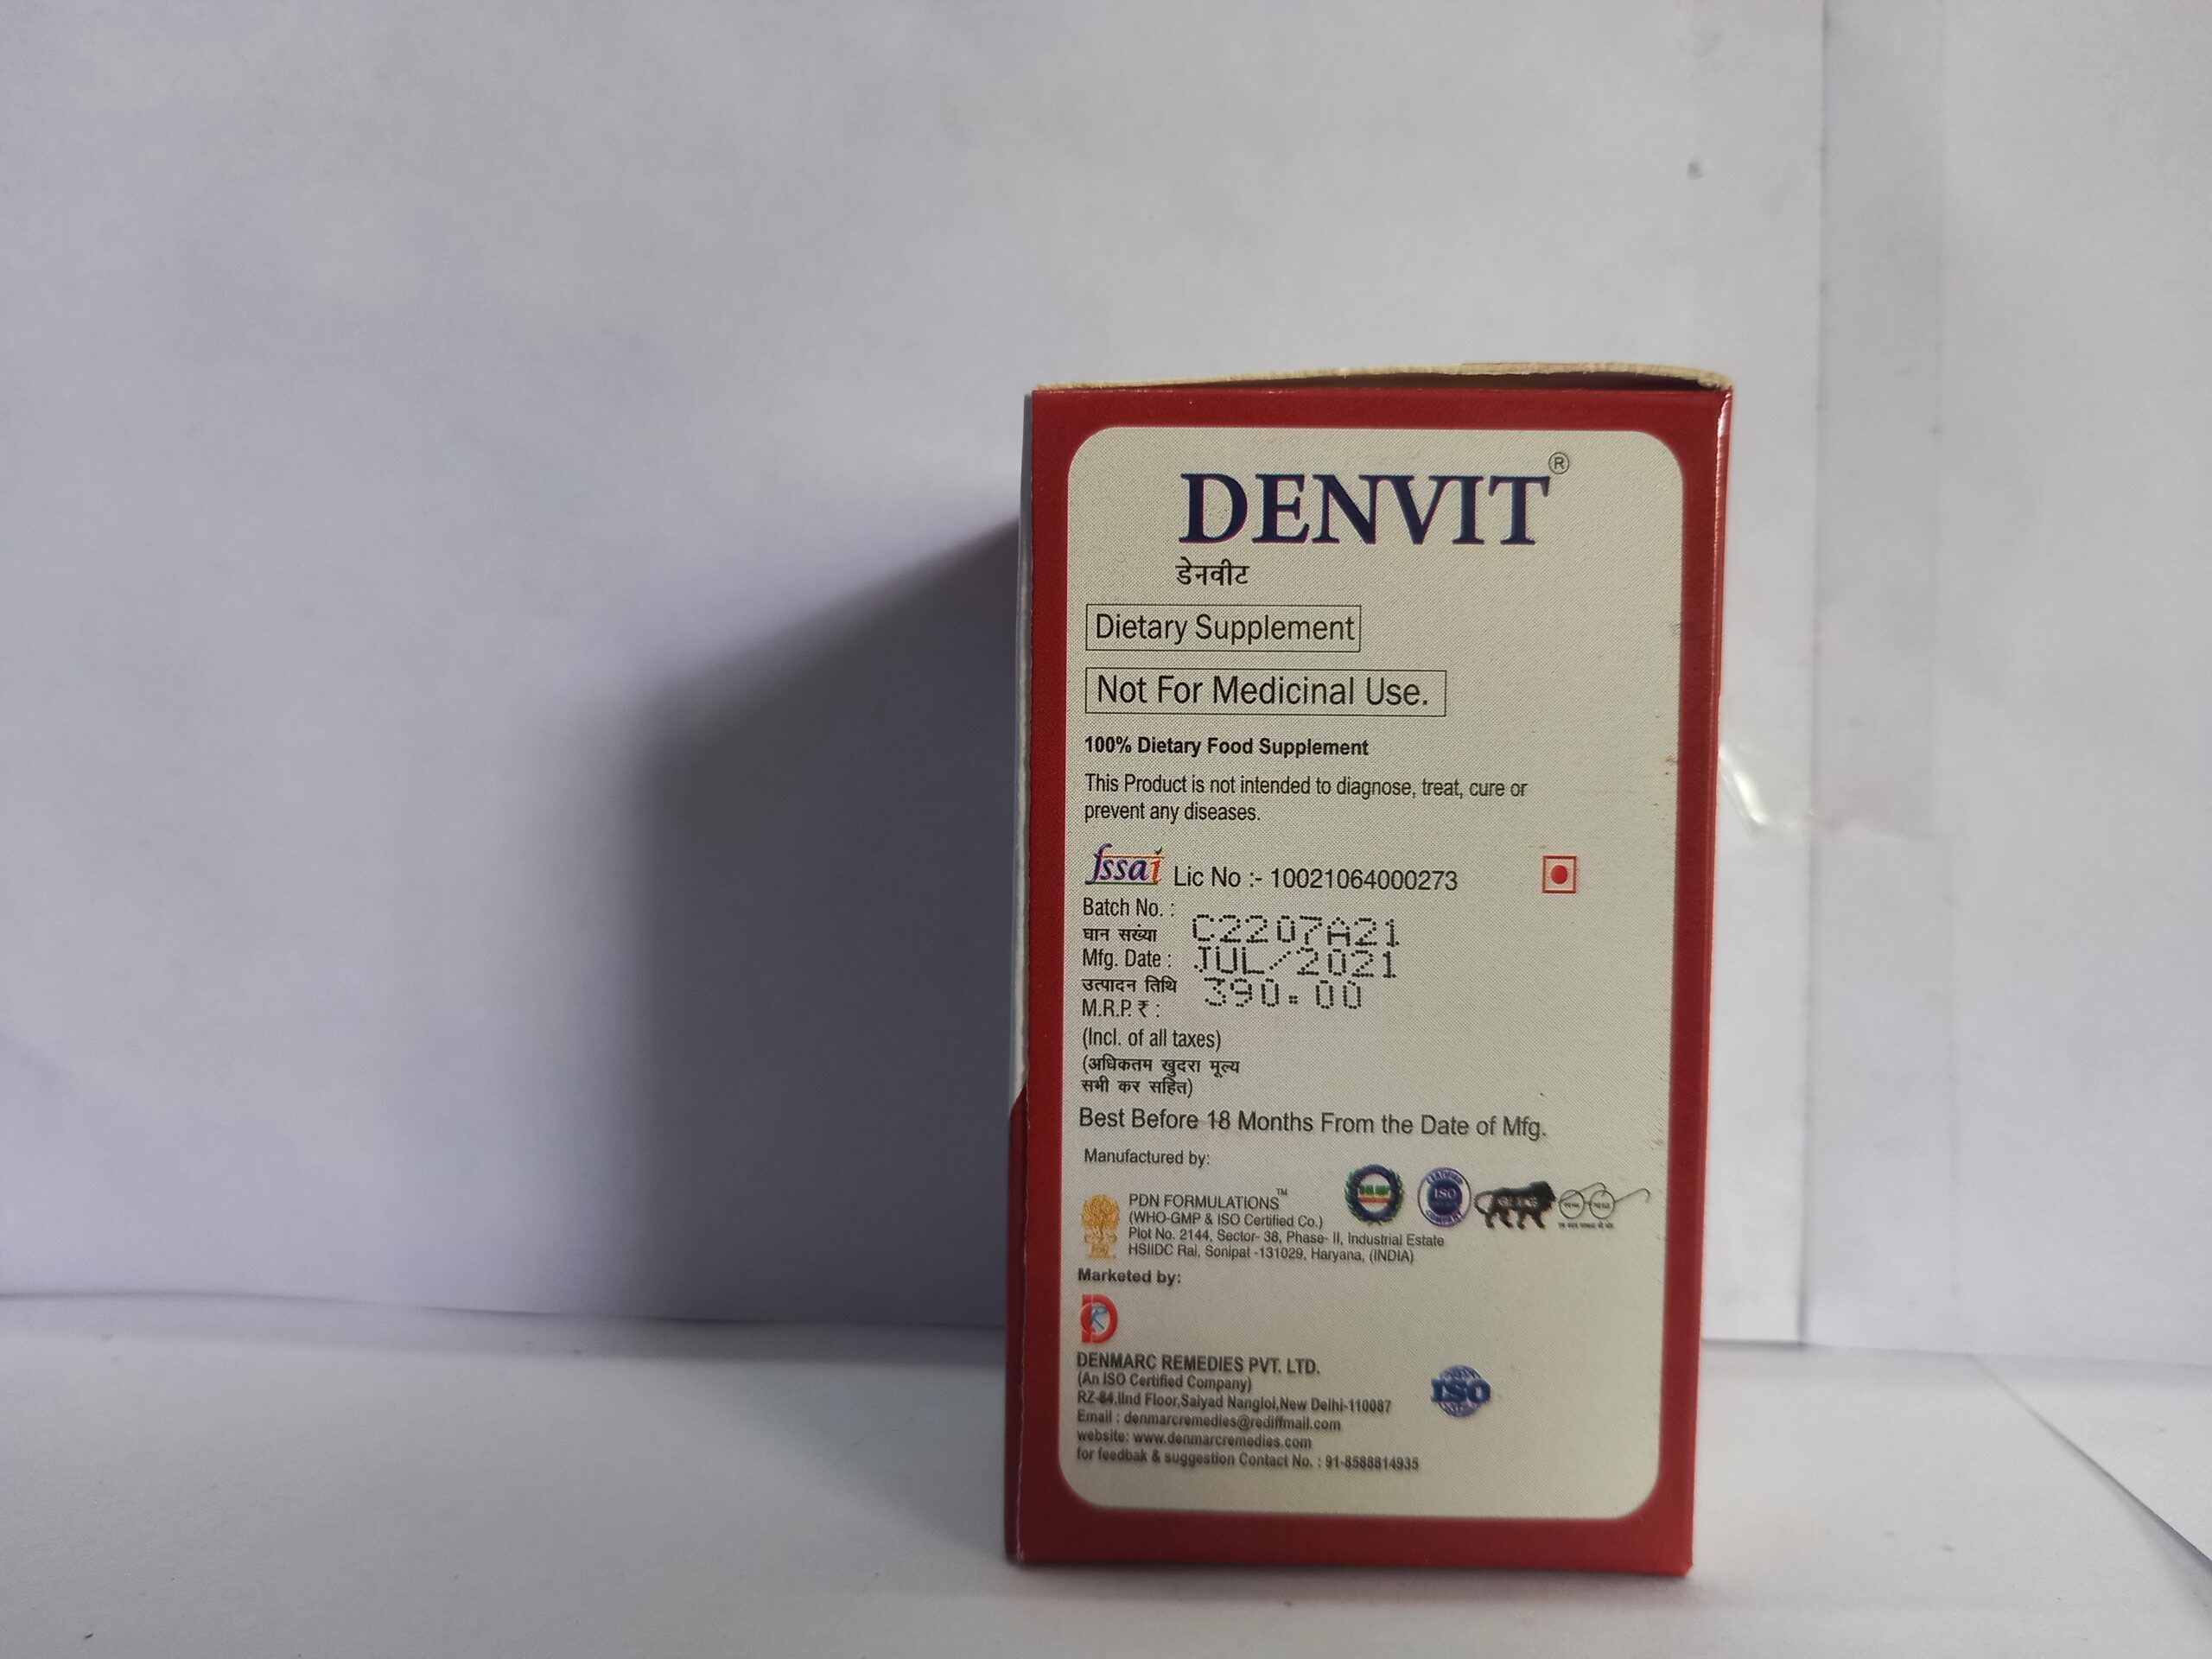 DENVIT®
डेनवीट
Dietary Supplement
Not For Medicinal Use.
100% Dietary Food Supplement
This Product is not intended to diagnose, treat, cure or
prevent any diseases.
fssai Lic No :- 10021064000273
Batch No. : C2207A21
घान सख्ंया
Mfg. Date : JUL/2021
उत्पादन तिथि
M.R.P. ₹ : 390.00
(Incl. of all taxes)
(अधिकतम खुदरा मूल्य
सभी कर सहित)
Best Before 18 Months From the Date of Mfg.
Manufactured by:
PDN FORMULATIONS™
(WHO-GMP & ISO Certified Co.)
Plot No. 2144, Sector- 38, Phase- II, Industrial Estate
HSIIDC Rai, Sonipat -131029, Haryana, (INDIA)
ISO
Marketed by:
DENMARC REMEDIES PVT. LTD.
(An ISO Certified Company)
RZ-84,IInd Floor,Saiyad Nangloi,New Delhi-110087
Email : denmarcremedies@rediffmail.com
website: www.denmarcremedies.com
for feedbak & suggestion Contact No. : 91-8588814935
ISO